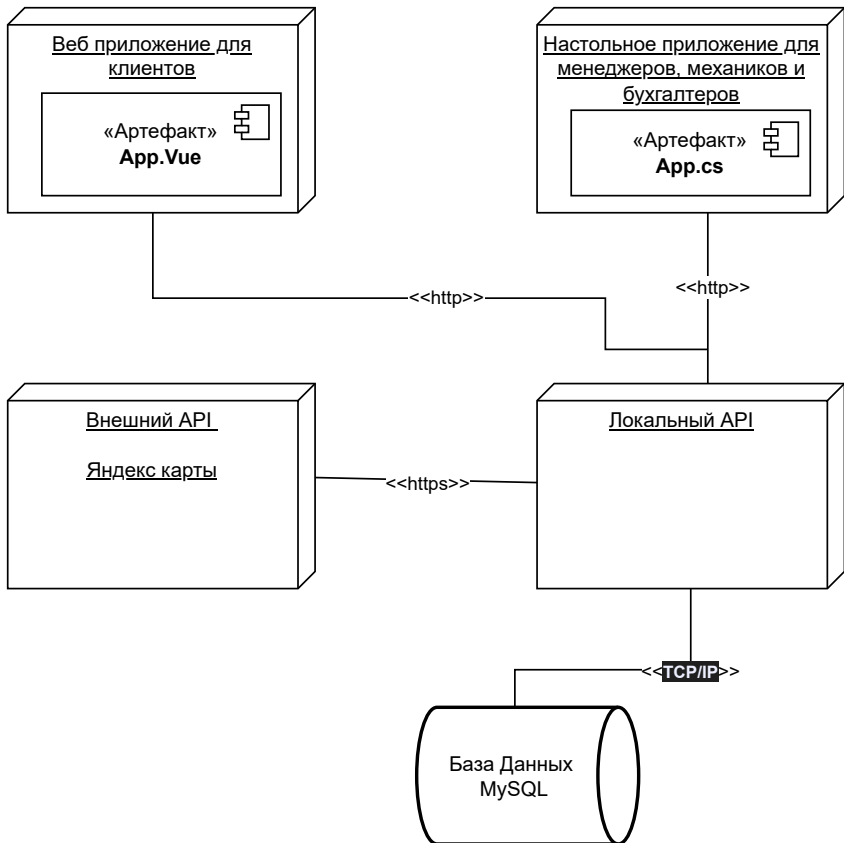 Веб приложение для
клиентов
«Артефакт»
App.Vue
Настольное приложение для
менеджеров, механиков и
бухгалтеров
«Артефакт»
App.cs
<<http>>
<<http>>
Внешний API
Яндекс карты
<<https>>
Локальный API
<<TCP/IP>>
База Данных
MySQL